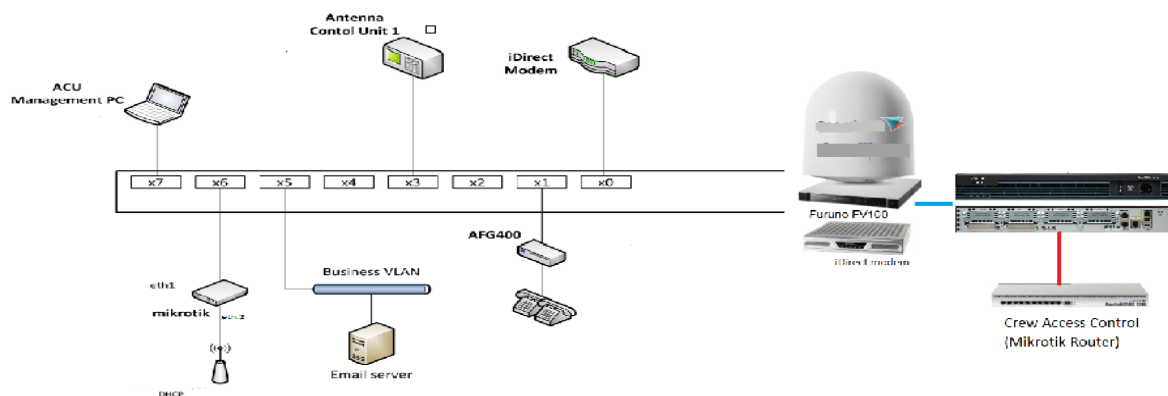 Antenna
Contol Unit 1
iDirect
Modem
ACU
Management PC
x7
x6
x5
x4
x3
x2
x1
x0
AFG400
Business VLAN
eth1
mikrotik
Email server
DHCP
Furuno FV100
iDirect modem
Crew Access Control
(Mikrotik Router)